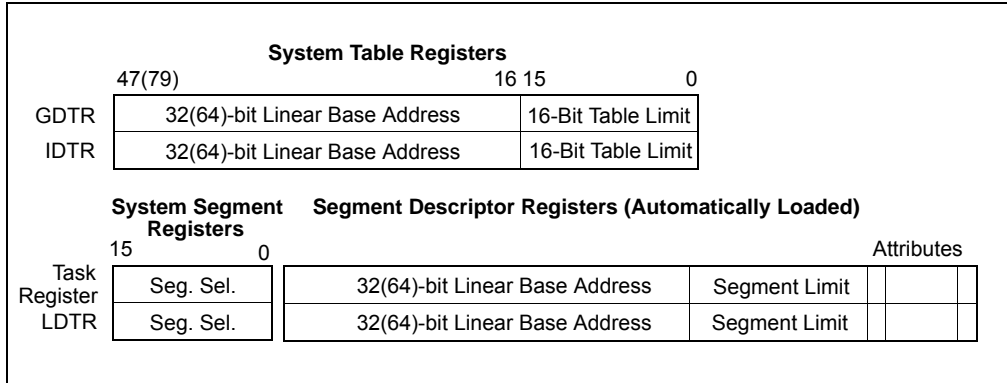 System Table Registers
47(79) 16 15 0
GDTR 32(64)-bit Linear Base Address 16-Bit Table Limit
IDTR 32(64)-bit Linear Base Address 16-Bit Table Limit
System Segment Registers Segment Descriptor Registers (Automatically Loaded)
15 0 Attributes
Task Register Seg. Sel. 32(64)-bit Linear Base Address Segment Limit
LDTR Seg. Sel. 32(64)-bit Linear Base Address Segment Limit